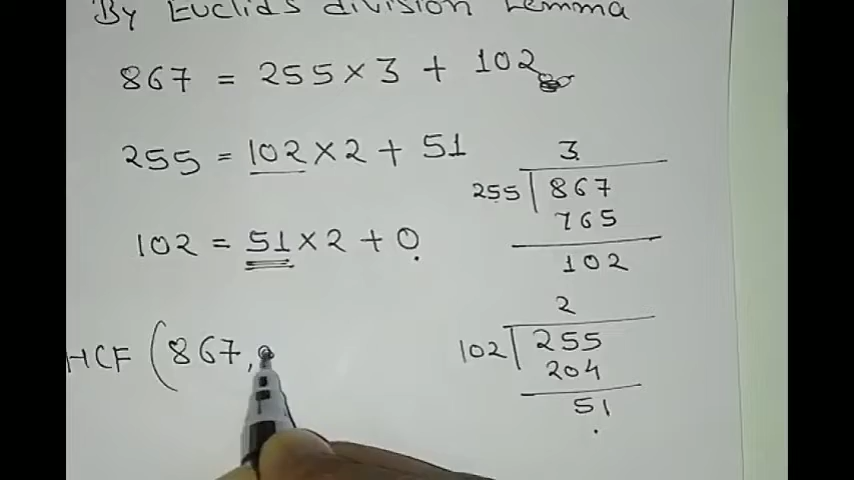 By Euclid's division Lemma
867 = 255 × 3 + 102
255 = 102 × 2 + 51
102 = 51 × 2 + 0
HCF (867,
3
255 867
765
102
2
102 255
204
51